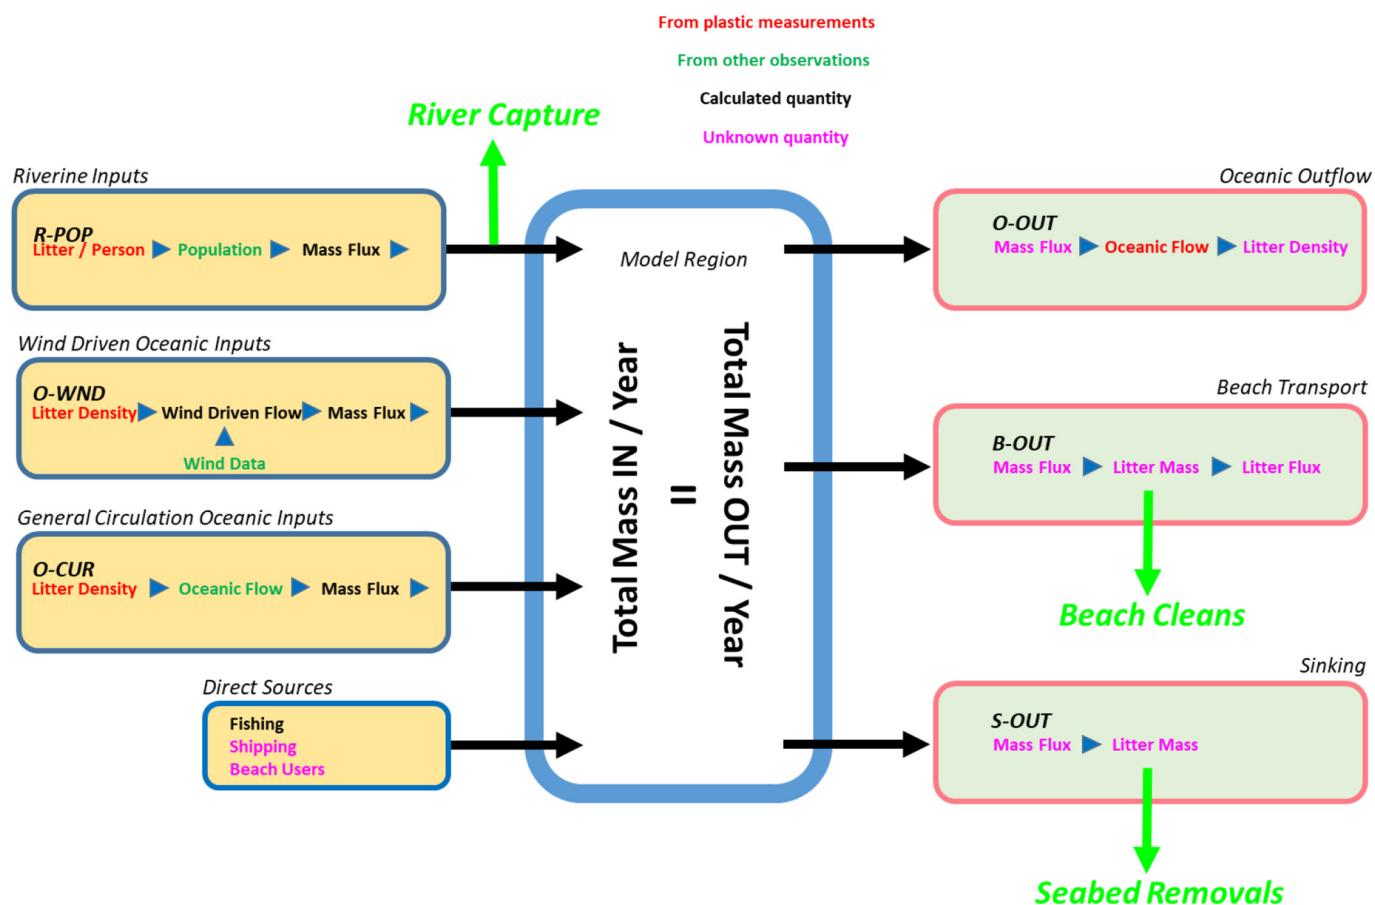 From plastic measurements
From other observations
Calculated quantity
Unknown quantity
River Capture
Riverine Inputs
R-POP
Litter / Person Population Mass Flux
Wind Driven Oceanic Inputs
O-WND
Litter Density Wind Driven Flow Mass Flux
Wind Data
General Circulation Oceanic Inputs
O-CUR
Litter Density Oceanic Flow Mass Flux
Direct Sources
Fishing
Shipping
Beach Users
Model Region
Total Mass IN / Year
=
Total Mass OUT / Year
Oceanic Outflow
O-OUT
Mass Flux Oceanic Flow Litter Density
Beach Transport
B-OUT
Mass Flux Litter Mass Litter Flux
Beach Cleans
Sinking
S-OUT
Mass Flux Litter Mass
Seabed Removals